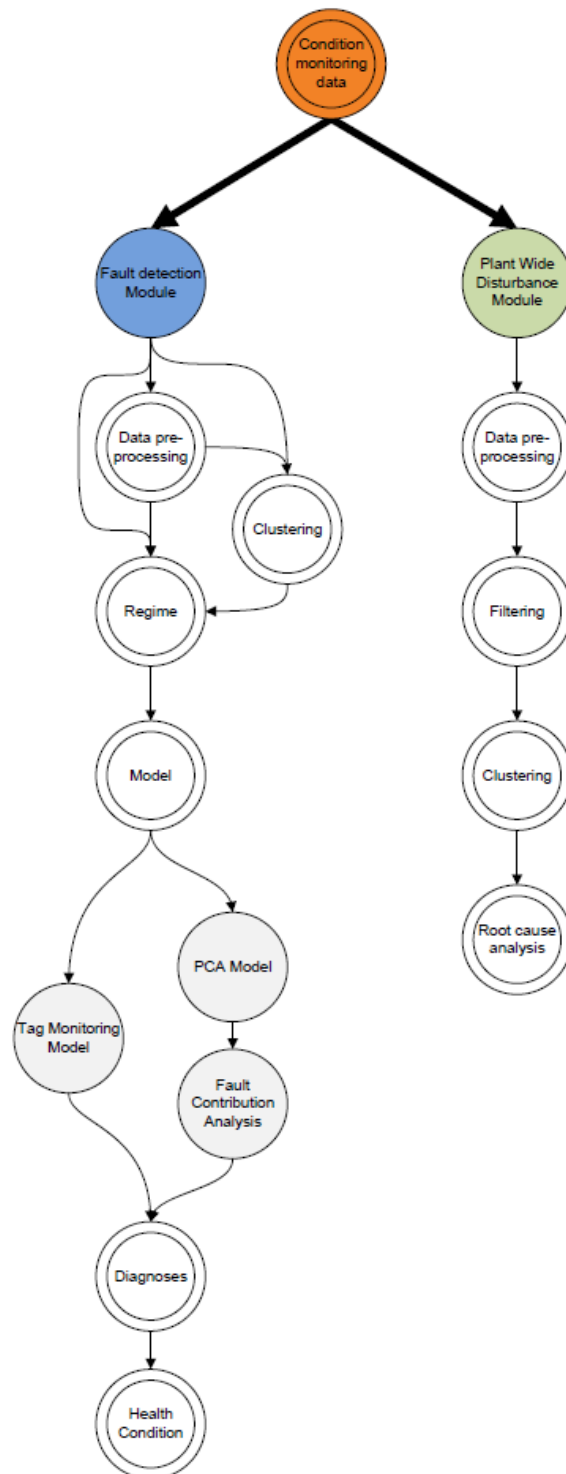 Condition
monitoring
data
Fault detection
Module
Plant Wide
Disturbance
Module
Data pre-
processing
Data pre-
processing
Clustering
Regime
Filtering
Model
Clustering
PCA Model
Root cause
analysis
Tag Monitoring
Model
Fault
Contribution
Analysis
Diagnoses
Health
Condition